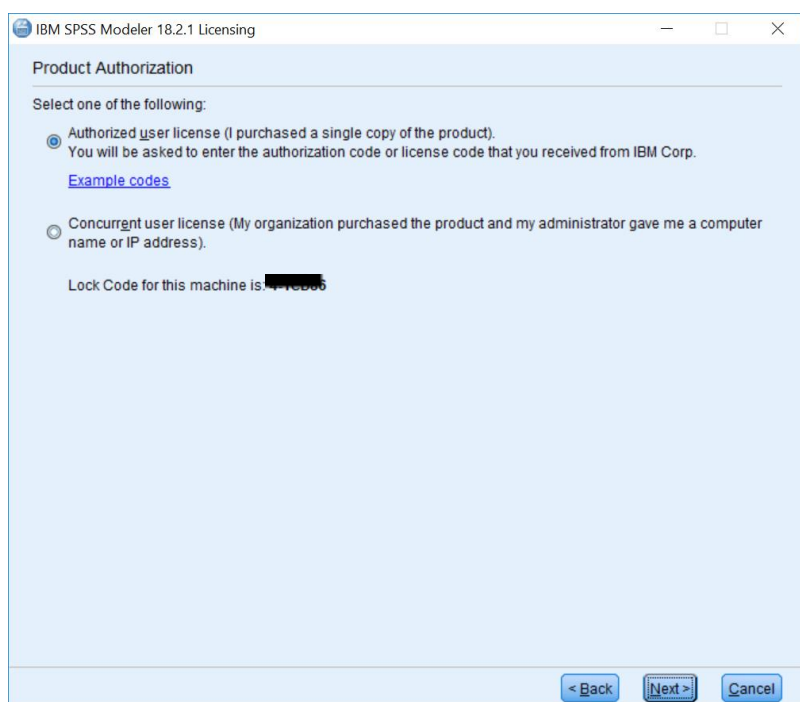 IBM SPSS Modeler 18.2.1 Licensing
Product Authorization
Select one of the following:
Authorized user license (I purchased a single copy of the product).
You will be asked to enter the authorization code or license code that you received from IBM Corp.
Example codes
Concurrent user license (My organization purchased the product and my administrator gave me a computer
name or IP address).
Lock Code for this machine is:
< Back
Next >
Cancel